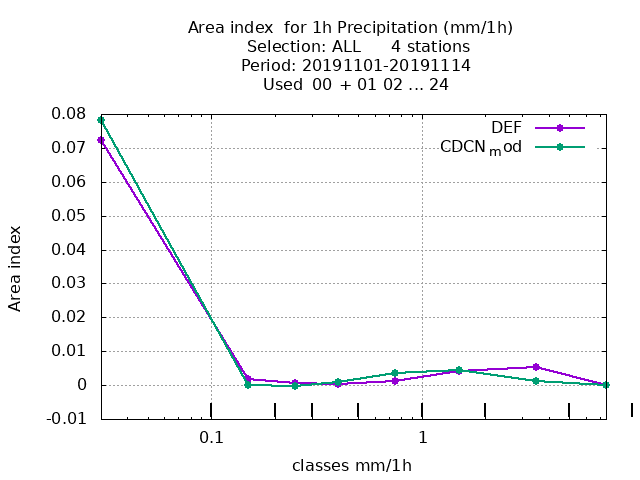 Area index  for 1h Precipitation (mm/1h)
Selection: ALL      4 stations
Period: 20191101-20191114
Used  00  + 01 02 ... 24
0.08
DEF
CDCN_mod
0.07
0.06
0.05
0.04
0.03
0.02
0.01
0
-0.01
Area index
0.1
1
classes mm/1h